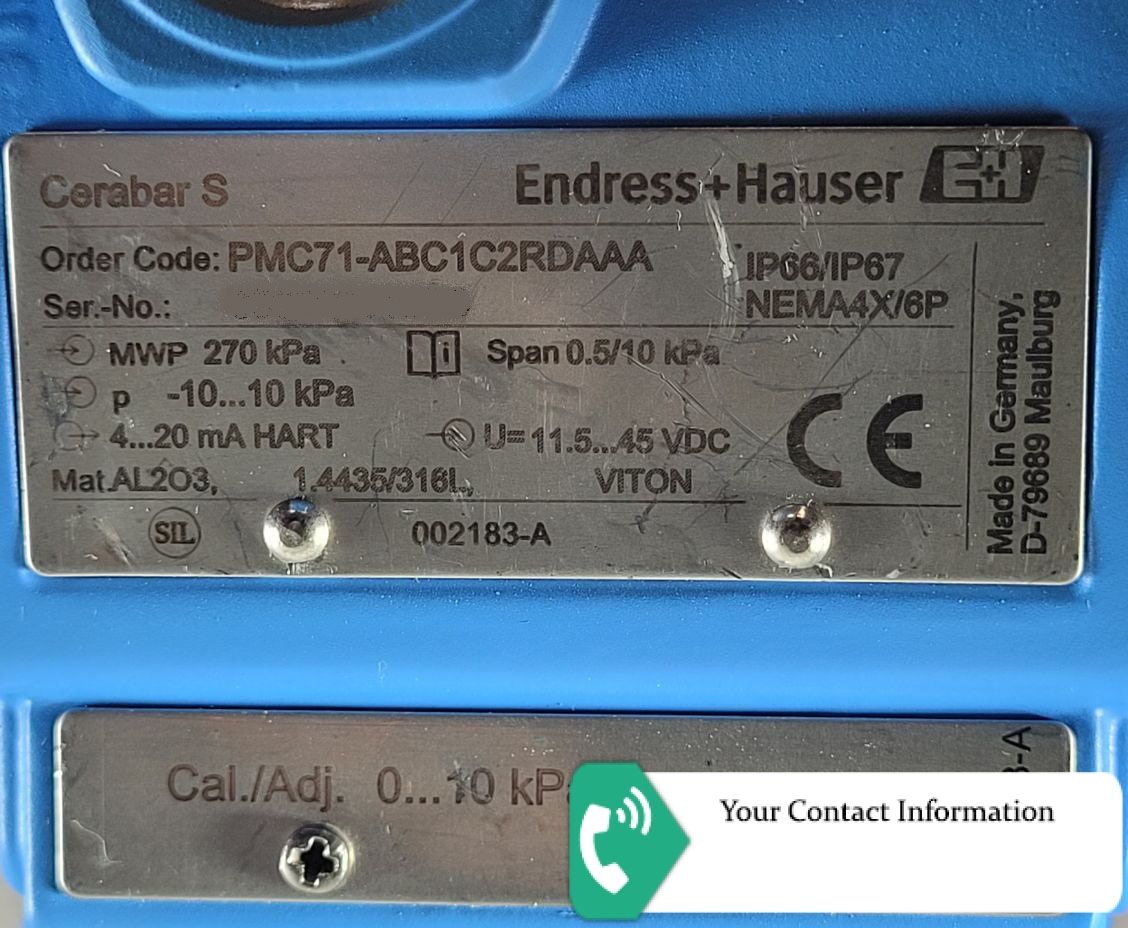 Cerabar S
Endress+Hauser E+H
Order Code: PMC71-ABC1C2RDAAA
Ser.-No.:
IP66/IP67
NEMA4X/6P
MWP 270 kPa
i
Span 0.5/10 kPa
p -10...10 kPa
4...20 mA HART
U= 11.5...45 VDC
CE
Mat.AL2O3, 1.4435/316L, VITON
SIL
002183-A
Made in Germany,
D-79689 Maulburg
Cal./Adj. 0...10 kPa
-A
Your Contact Information